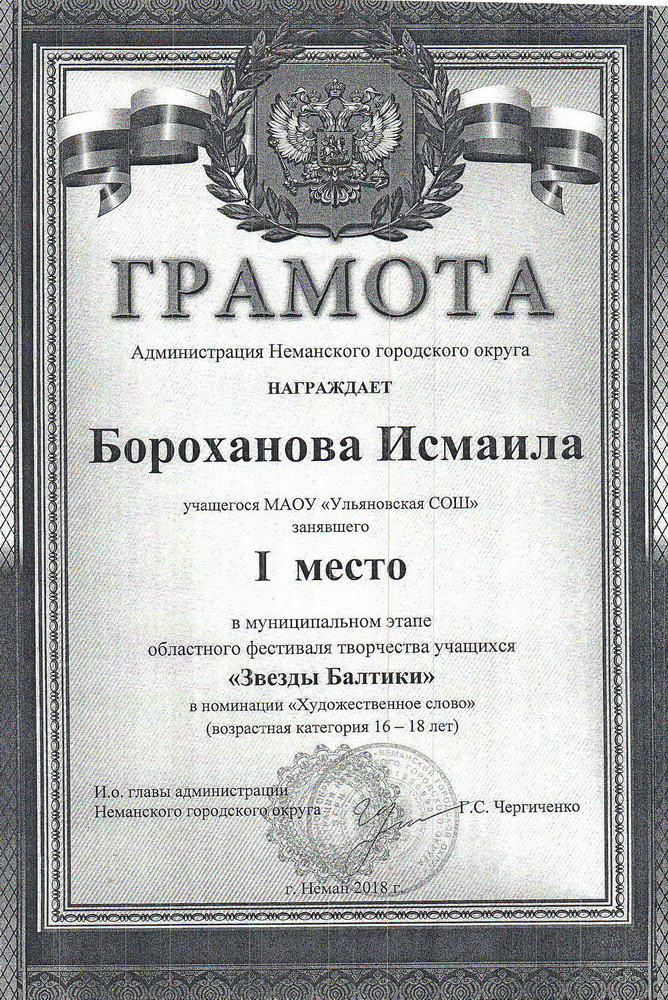 ГРАМОТА
Администрация Неманского городского округа
НАГРАЖДАЕТ
Бороханова Исмаила
учащегося МАОУ «Ульяновская СОШ»
занявшего
I место
в муниципальном этапе
областного фестиваля творчества учащихся
«Звезды Балтики»
в номинации «Художественное слово»
(возрастная категория 16 – 18 лет)
И.о. главы администрации
Неманского городского округа
Г.С. Чергиченко
г. Неман 2018 г.